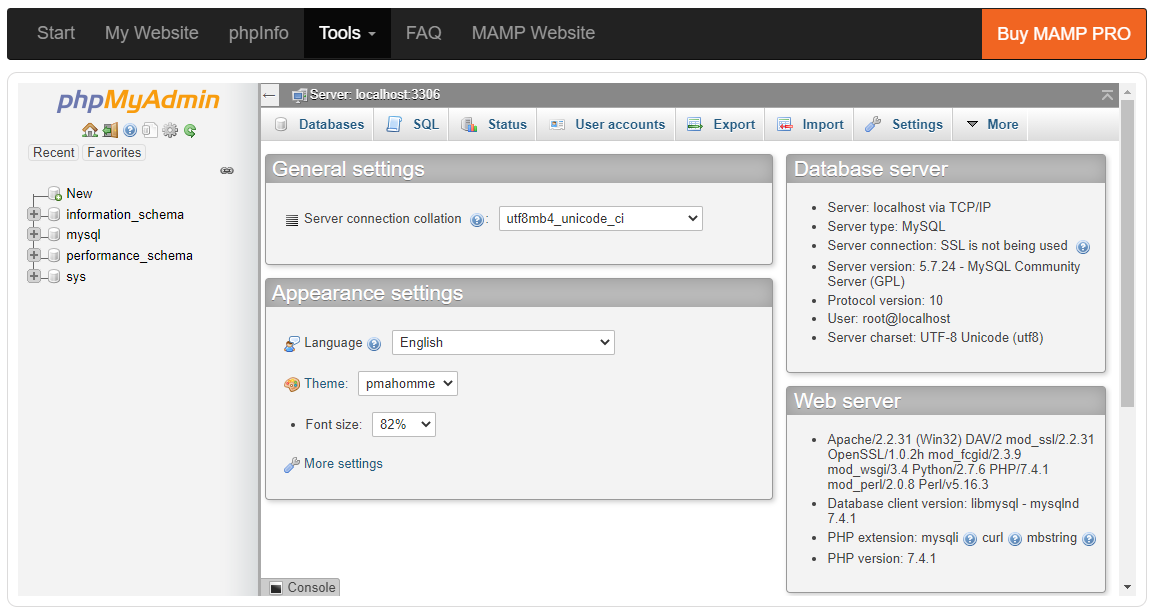 Start My Website phpInfo Tools FAQ MAMP Website Buy MAMP PRO
phpMyAdmin
Recent Favorites
New
information_schema
mysql
performance_schema
sys
Server: localhost:3306
Databases SQL Status User accounts Export Import Settings More
General settings
Server connection collation : utf8mb4_unicode_ci
Appearance settings
Language English
Theme: pmahomme
• Font size: 82%
More settings
Database server
• Server: localhost via TCP/IP
• Server type: MySQL
• Server connection: SSL is not being used
• Server version: 5.7.24 - MySQL Community
Server (GPL)
• Protocol version: 10
• User: root@localhost
• Server charset: UTF-8 Unicode (utf8)
Web server
• Apache/2.2.31 (Win32) DAV/2 mod_ssl/2.2.31
OpenSSL/1.0.2h mod_fcgid/2.3.9
mod_wsgi/3.4 Python/2.7.6 PHP/7.4.1
mod_perl/2.0.8 Perl/v5.16.3
• Database client version: libmysql - mysqlnd
7.4.1
• PHP extension: mysqli curl mbstring
• PHP version: 7.4.1
Console